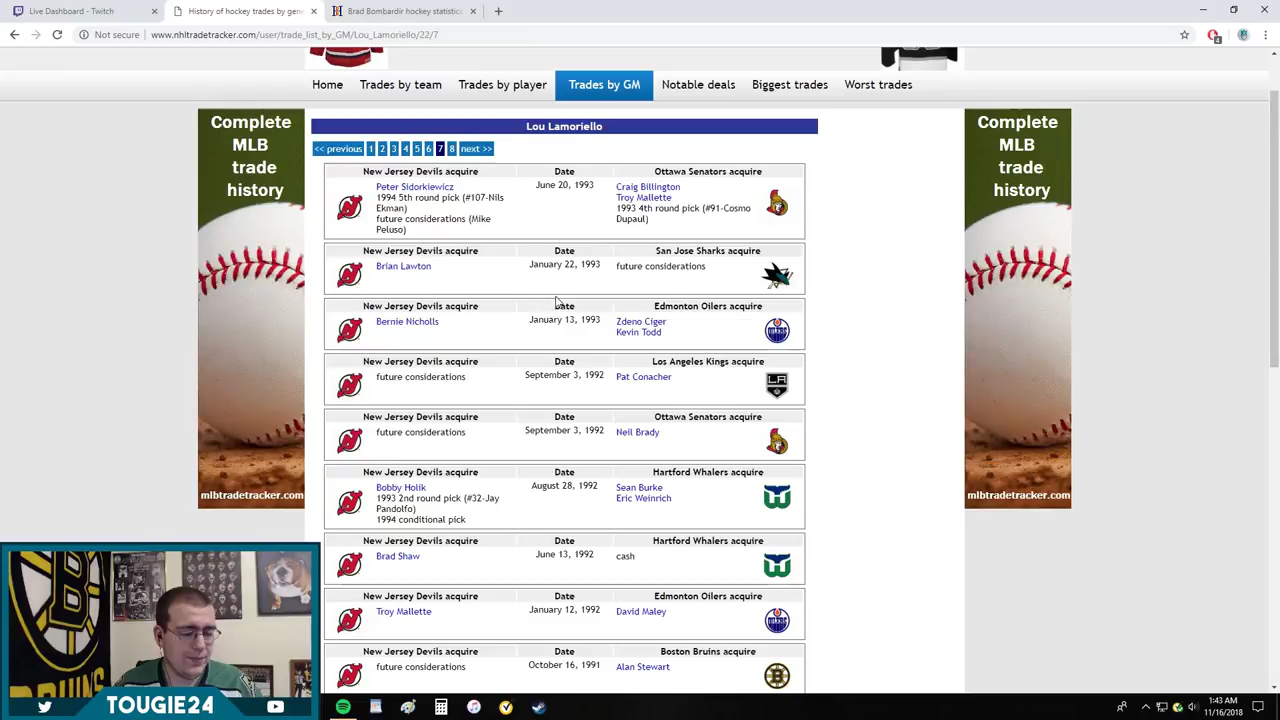 Live Dashboard - Twitch
History of hockey trades by gene
Brad Bombardir hockey statistics
Not secure
www.nhltradetracker.com/user/trade_list_by_GM/Lou_Lamoriello/22/7
Home
Trades by team
Trades by player
Trades by GM
Notable deals
Biggest trades
Worst trades
Complete
MLB
trade
history
mlbtradetracker.com
Complete
MLB
trade
history
mlbtradetracker.com
Lou Lamoriello
<< previous 1 2 3 4 5 6 7 8 next >>
New Jersey Devils acquire Date Ottawa Senators acquire
Peter Sidorkiewicz June 20, 1993 Craig Billington
1994 5th round pick (#107-Nils Troy Mallette
Ekman) 1993 4th round pick (#91-Cosmo
future considerations (Mike Dupaul)
Peluso)
New Jersey Devils acquire Date San Jose Sharks acquire
Brian Lawton January 22, 1993 future considerations
New Jersey Devils acquire Date Edmonton Oilers acquire
Bernie Nicholls January 13, 1993 Zdeno Ciger
Kevin Todd
New Jersey Devils acquire Date Los Angeles Kings acquire
future considerations September 3, 1992 Pat Conacher
New Jersey Devils acquire Date Ottawa Senators acquire
future considerations September 3, 1992 Neil Brady
New Jersey Devils acquire Date Hartford Whalers acquire
Bobby Holik August 28, 1992 Sean Burke
1993 2nd round pick (#32-Jay Eric Weinrich
Pandolfo)
1994 conditional pick
New Jersey Devils acquire Date Hartford Whalers acquire
Brad Shaw June 13, 1992 cash
New Jersey Devils acquire Date Edmonton Oilers acquire
Troy Mallette January 12, 1992 David Maley
New Jersey Devils acquire Date Boston Bruins acquire
future considerations October 16, 1991 Alan Stewart
B
BRUINS
TOUGIE24
1:43 AM
11/16/2018